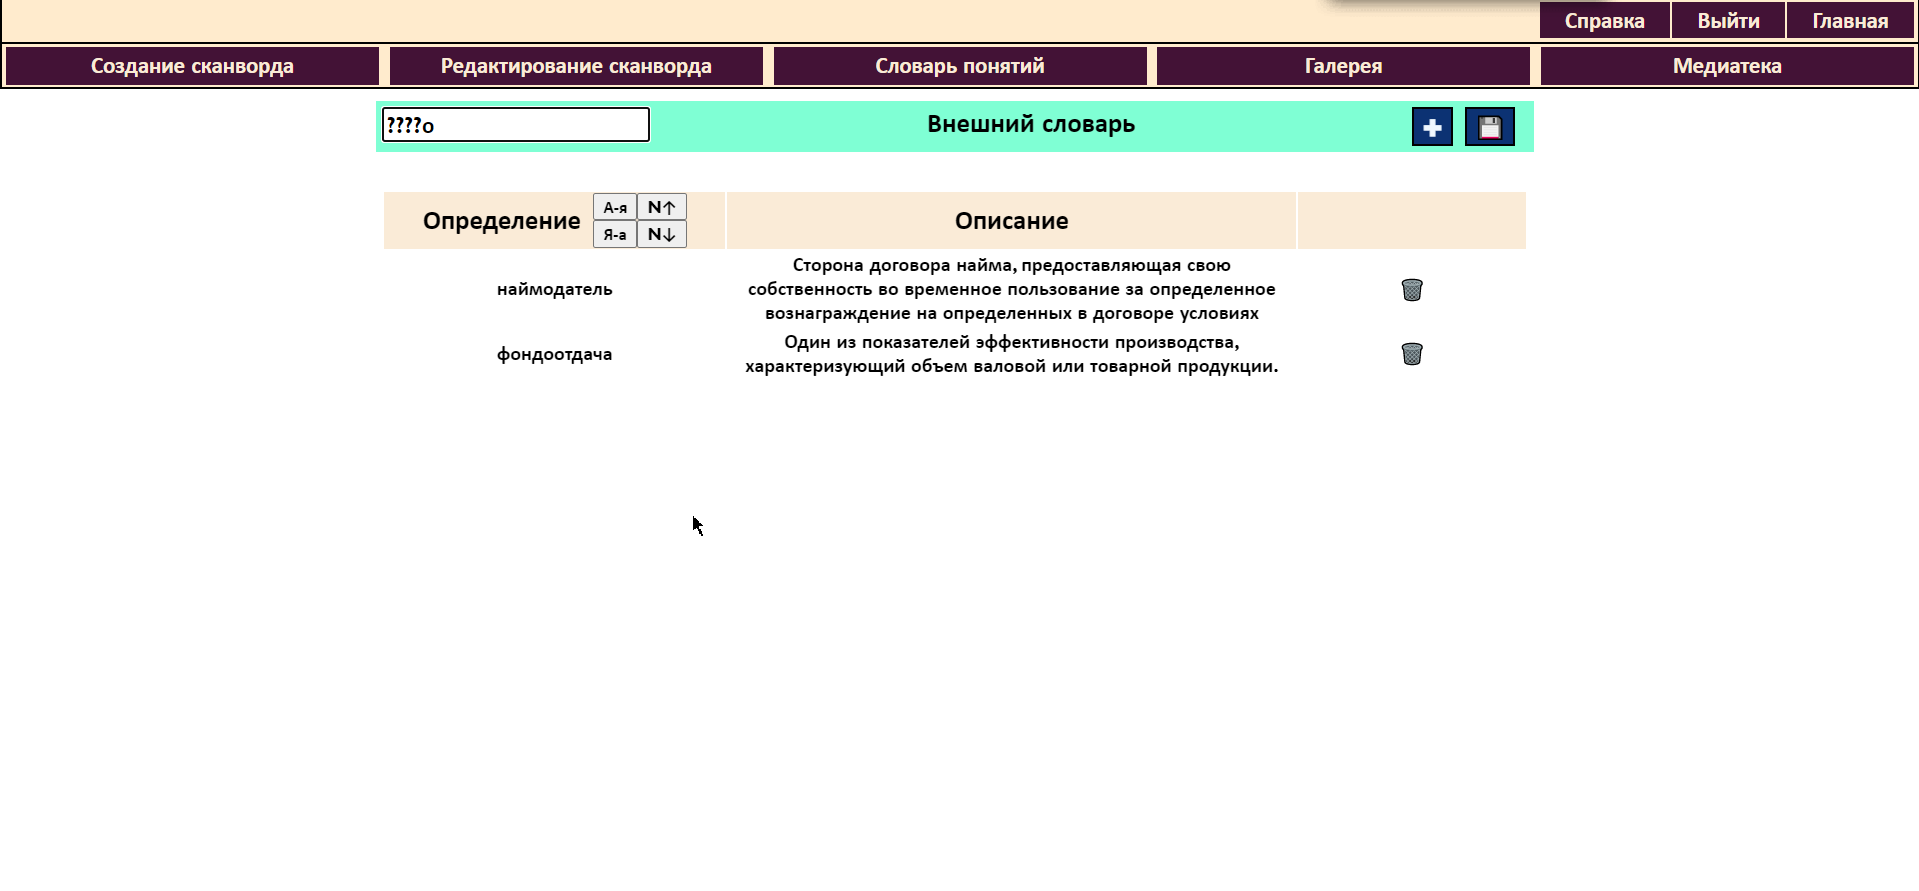 Справка Выйти Главная
Создание сканворда Редактирование сканворда Словарь понятий Галерея Медиатека
????о Внешний словарь
Определение А-я N↑ Я-а N↓ Описание
наймодатель
Сторона договора найма, предоставляющая свою
собственность во временное пользование за определенное
вознаграждение на определенных в договоре условиях
фондоотдача
Один из показателей эффективности производства,
характеризующий объем валовой или товарной продукции.